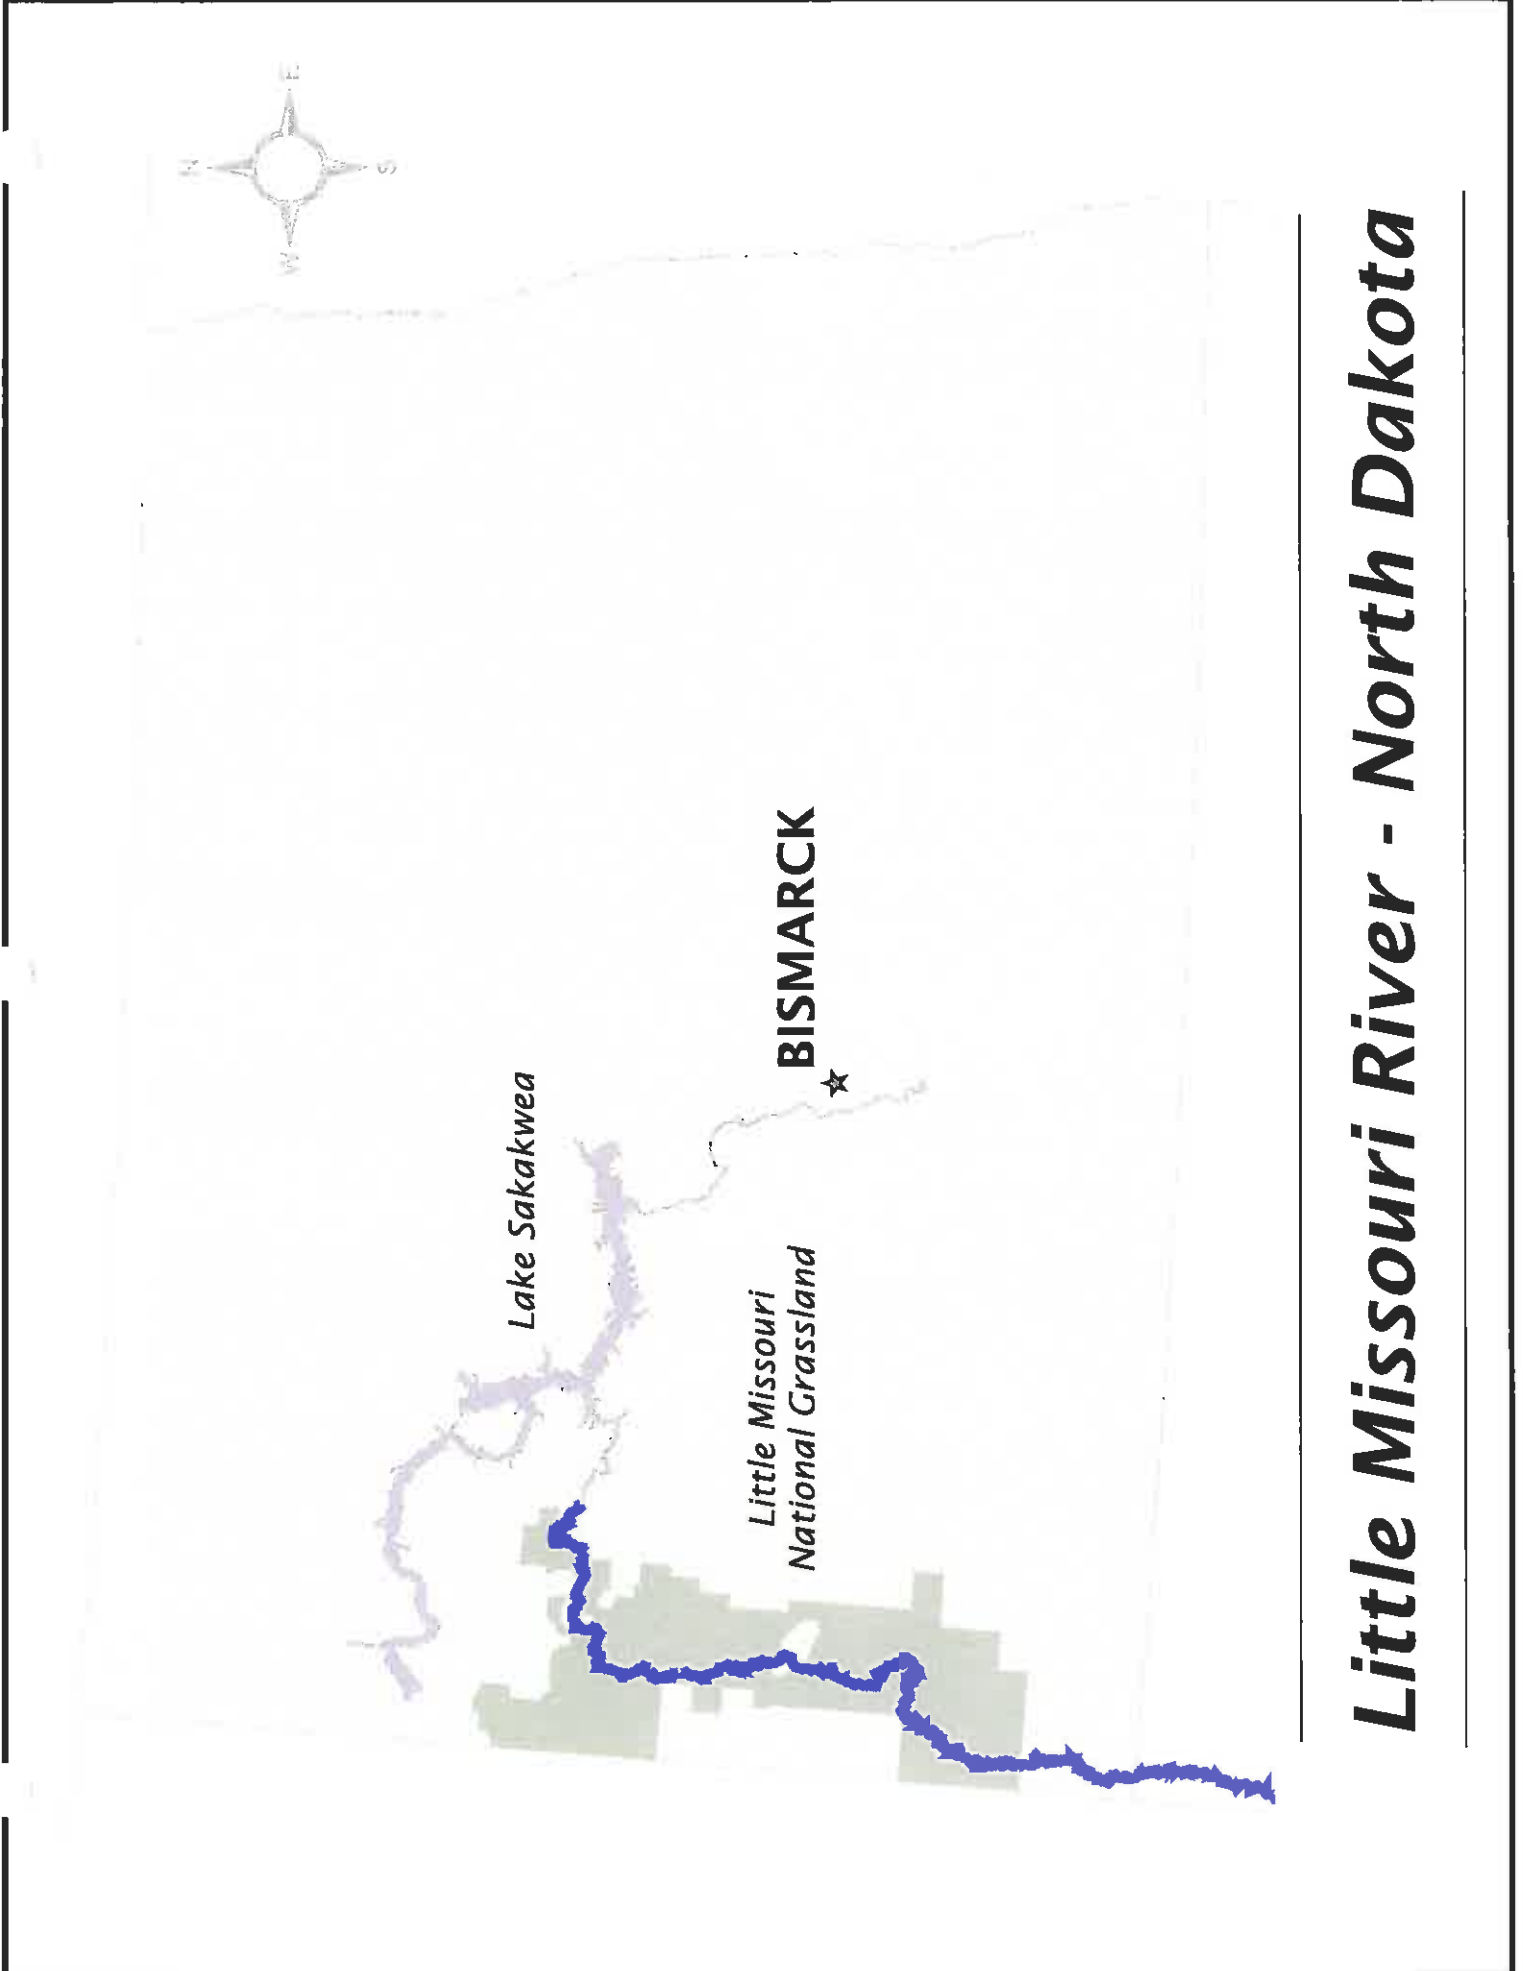 N
W
E
S
Lake Sakakwea
BISMARCK
Little Missouri
National Grassland
Little Missouri River - North Dakota